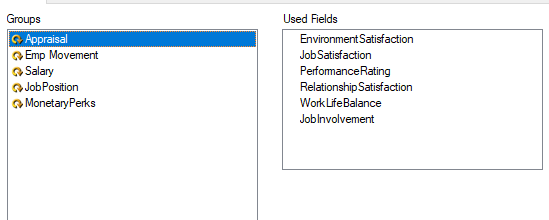 Groups
Appraisal
Emp Movement
Salary
JobPosition
MonetaryPerks
Used Fields
EnvironmentSatisfaction
JobSatisfaction
PerformanceRating
RelationshipSatisfaction
WorkLifeBalance
JobInvolvement